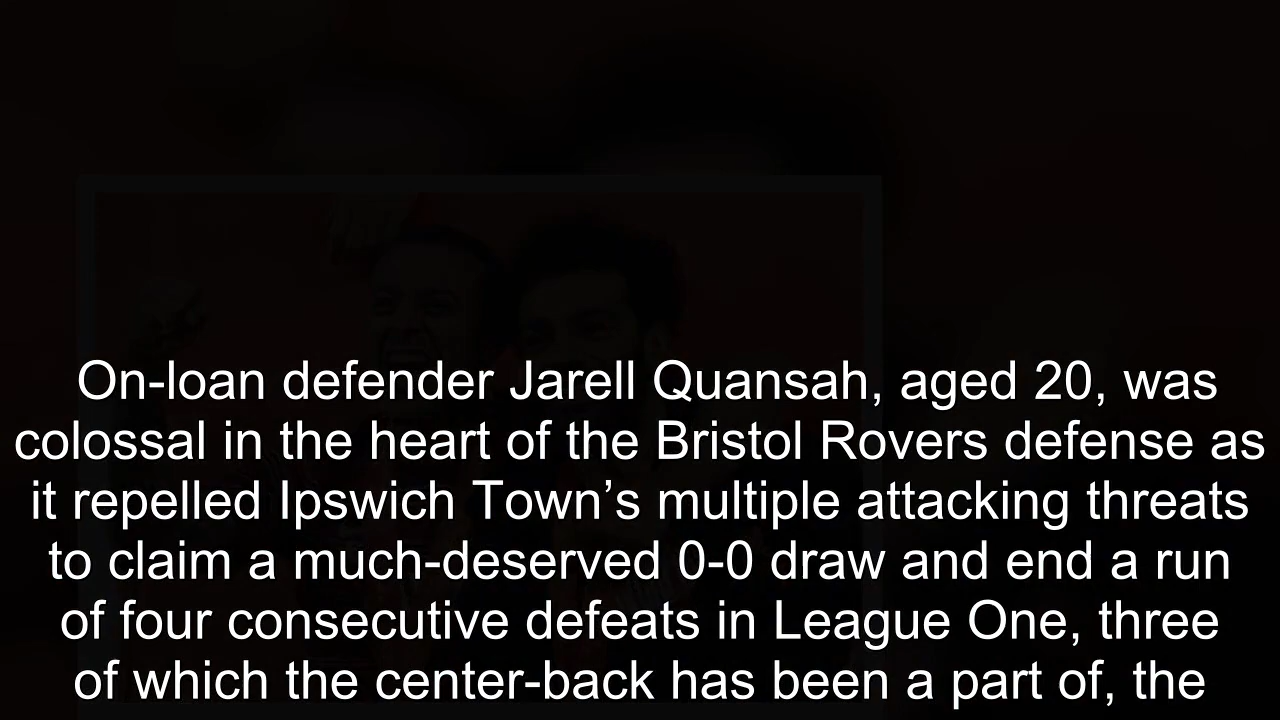 On-loan defender Jarell Quansah, aged 20, was
colossal in the heart of the Bristol Rovers defense as
it repelled Ipswich Town’s multiple attacking threats
to claim a much-deserved 0-0 draw and end a run
of four consecutive defeats in League One, three
of which the center-back has been a part of, the